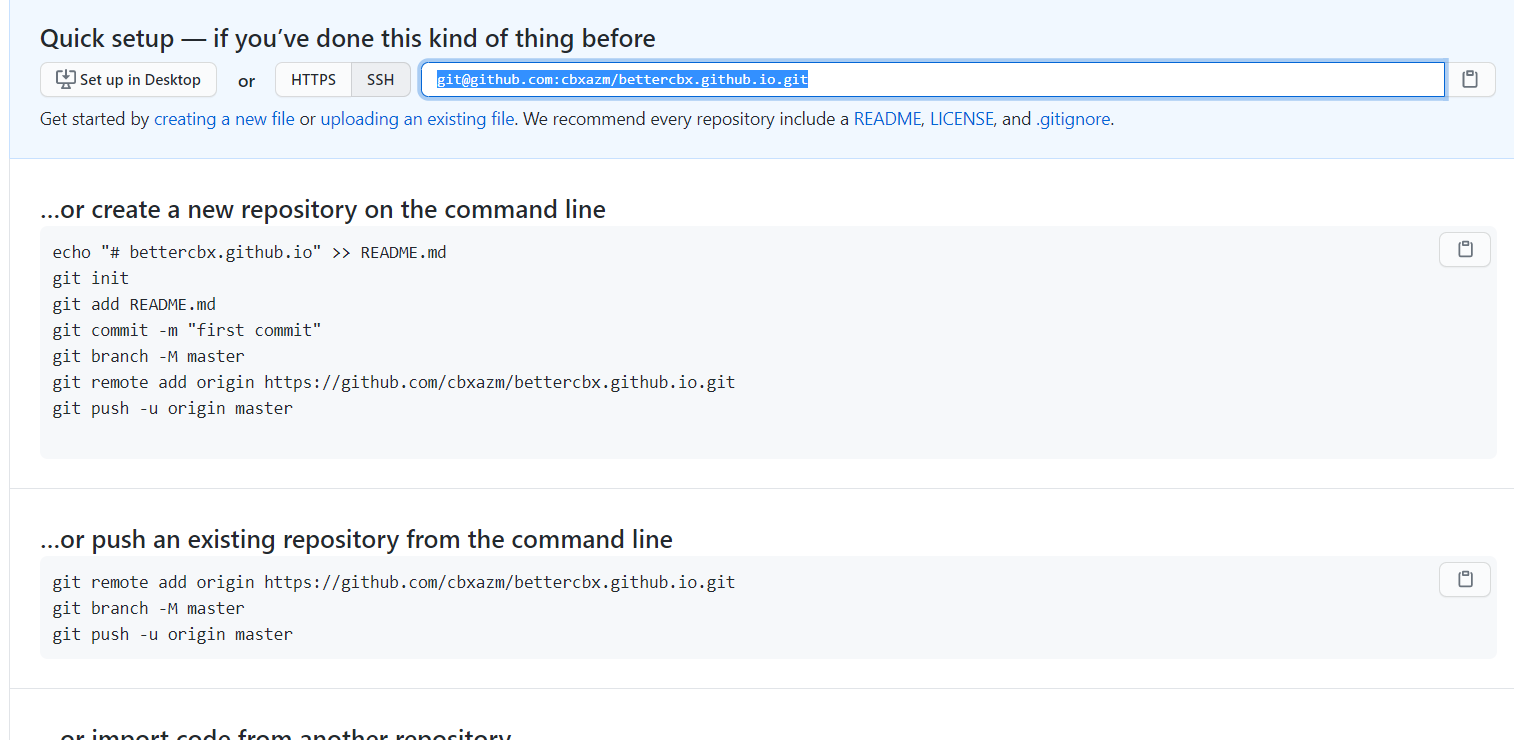 Quick setup — if you’ve done this kind of thing before
Set up in Desktop or HTTPS SSH git@github.com:cbxazm/bettercbx.github.io.git
Get started by creating a new file or uploading an existing file. We recommend every repository include a README, LICENSE, and .gitignore.
…or create a new repository on the command line
echo "# bettercbx.github.io" >> README.md
git init
git add README.md
git commit -m "first commit"
git branch -M master
git remote add origin https://github.com/cbxazm/bettercbx.github.io.git
git push -u origin master
…or push an existing repository from the command line
git remote add origin https://github.com/cbxazm/bettercbx.github.io.git
git branch -M master
git push -u origin master
…or import code from another repository